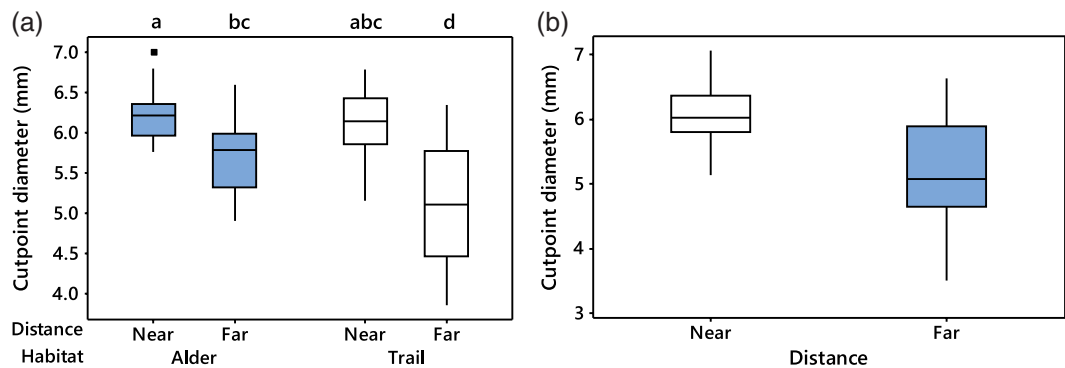 (a)
a bc abc d
Cutpoint diameter (mm)
7.0
6.5
6.0
5.5
5.0
4.5
4.0
Distance Near Far Near Far
Habitat Alder Trail
(b)
Cutpoint diameter (mm)
7
6
5
4
3
Near Far
Distance